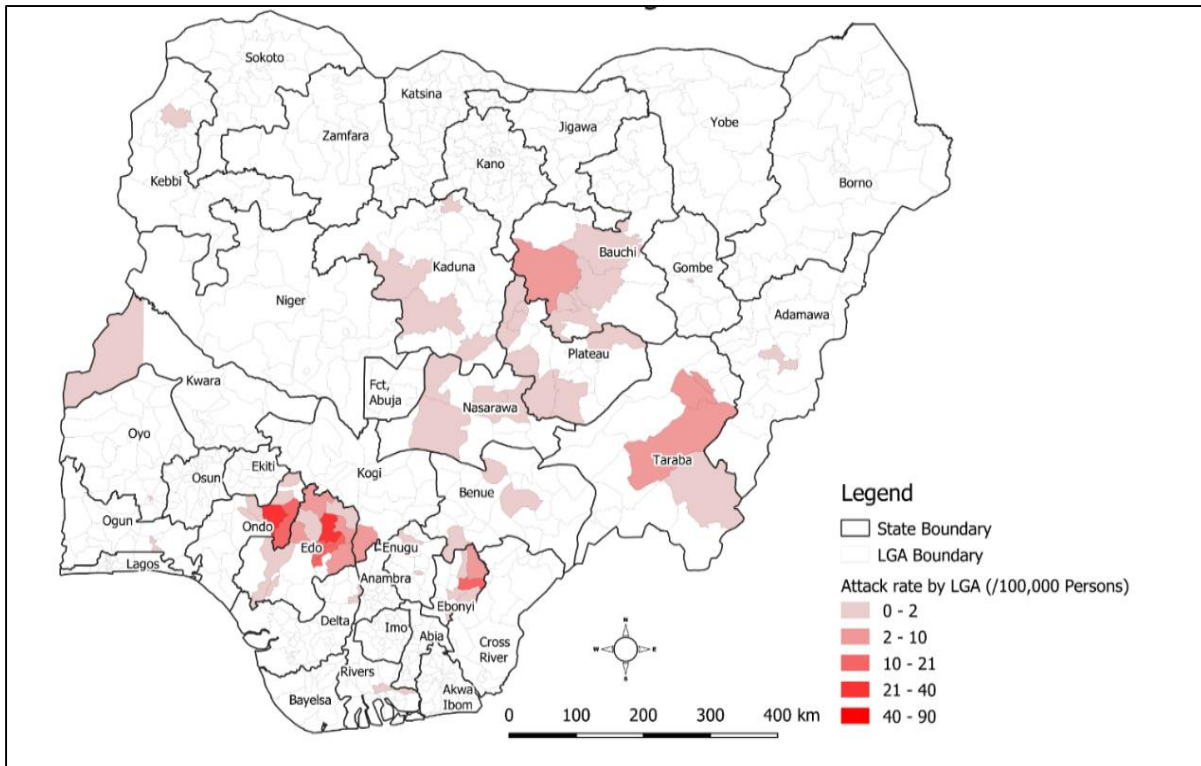 Sokoto
Katsina
Yobe
Jigawa
Zamfara
Kano
Borno
Kebbi
Bauchi
Kaduna
Gombe
Niger
Adamawa
Plateau
Kwara
Fct,
Abuja
Nasarawa
Oyo
Taraba
Ekiti
Kogi
Osun
Benue
Ogun
Ondo
Edo
Enugu
Lagos
Anambra
Ebonyi
Delta
Imo
Abia
Cross
River
Rivers
Bayelsa
Akwa
Ibom
N
W
E
S
0 100 200 300 400 km
Legend
State Boundary
LGA Boundary
Attack rate by LGA (/100,000 Persons)
0 - 2
2 - 10
10 - 21
21 - 40
40 - 90